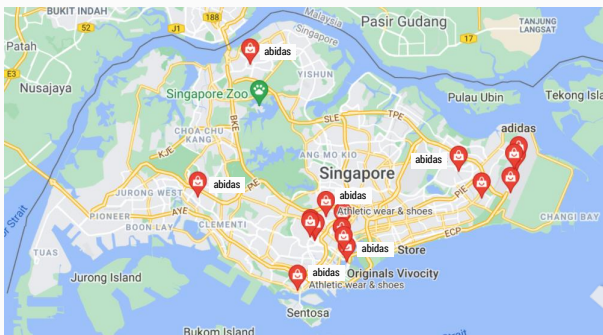 BUKIT INDAH
188
Malaysia
Singapore
Pasir Gudang
TANJUNG
LANGSAT
52
J1
17
Patah
abidas
E3
YISHUN
Nusajaya
Singapore Zoo
Pulau Ubin
Tekong Isl
SLE
TPE
CHOA CHU
KANG
BKE
adidas
KJE
ANG MO KIO
abidas
Singapore
abidas
PIE
JURONG WEST
abidas
Athletic wear & shoes
Strait
PIONEER
AYE
CLEMENTI
CHANGI BAY
BOON LAY
ECP
TUAS
abidas
Store
Jurong Island
abidas
Originals Vivocity
Athletic wear & shoes
Sentosa
Bukom Island